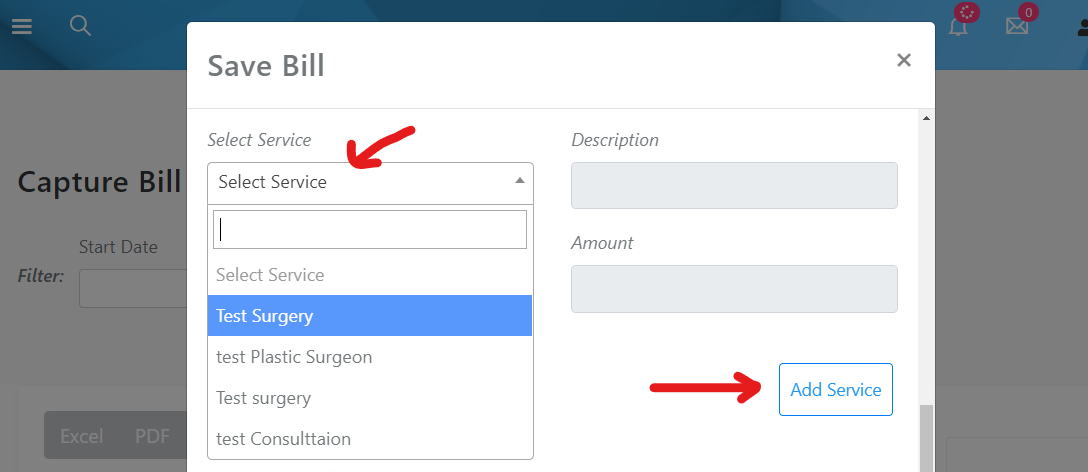 0
Save Bill
×
Select Service
Description
Select Service
Capture Bill
Select Service
Test Surgery
test Plastic Surgeon
Test surgery
test Consulttaion
Amount
Start Date
Filter:
Add Service
Excel
PDF